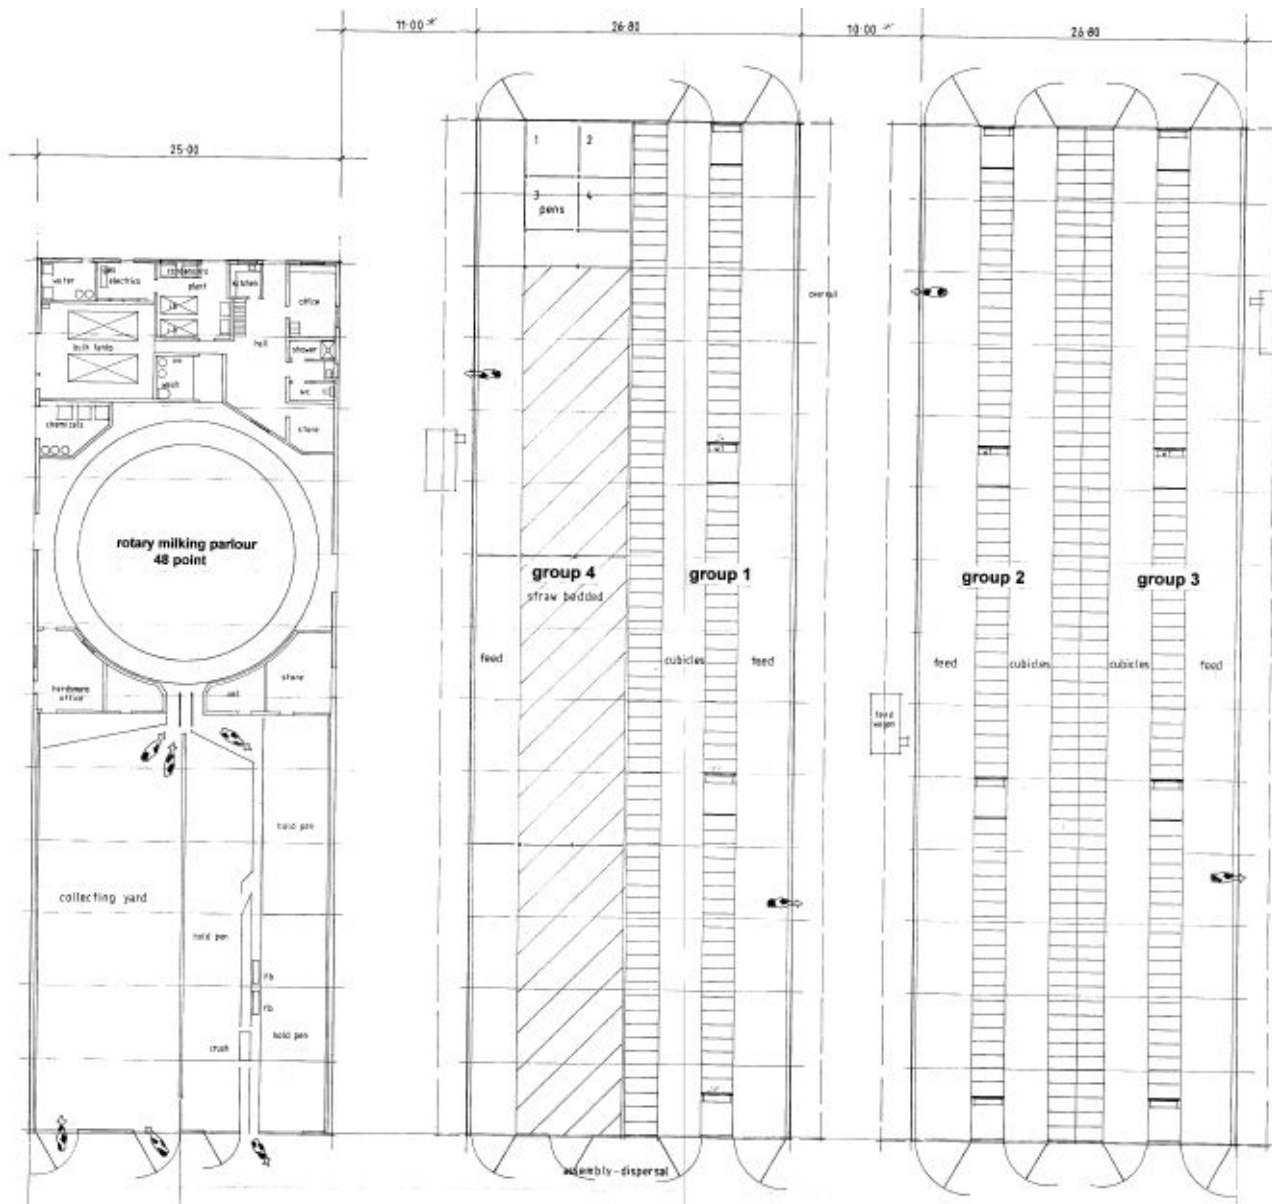 11·00
26·80
10·00
26·80
25·00
1
2
3
4
pens
water
electrics
plant
kitchen
office
bulk tanks
hall
shower
wc
wash
chemicals
store
overall
rotary milking parlour
48 point
group 4
straw bedded
group 1
group 2
group 3
feed
cubicles
feed
feed
cubicles
cubicles
feed
herdsmans
office
store
feed
wagon
hold pen
collecting yard
hold pen
crush
hold pen
assembly-dispersal